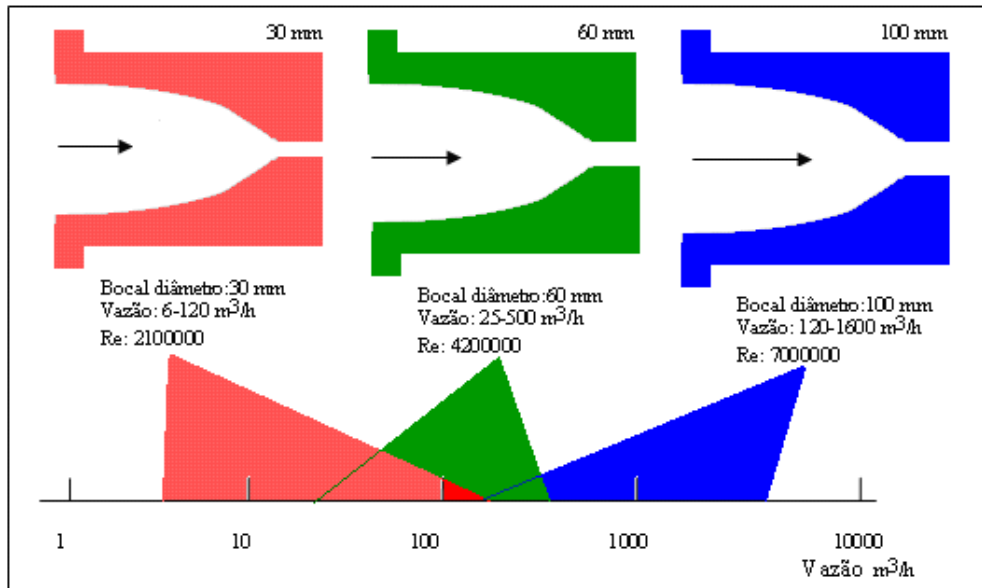 30 mm
60 mm
100 mm
Bocal diâmetro:30 mm
Vazão: 6-120 m³/h
Re: 2100000
Bocal diâmetro:60 mm
Vazão: 25-500 m³/h
Re: 4200000
Bocal diâmetro:100 mm
Vazão: 120-1600 m³/h
Re: 7000000
1 10 100 1000 10000
Vazão m³/h